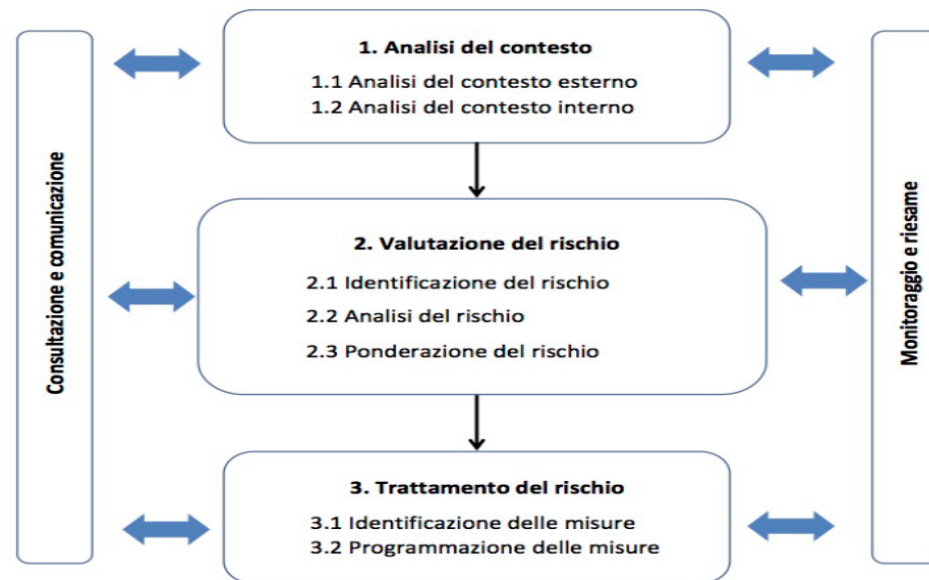 Consultazione e comunicazione
1. Analisi del contesto
1.1 Analisi del contesto esterno
1.2 Analisi del contesto interno
2. Valutazione del rischio
2.1 Identificazione del rischio
2.2 Analisi del rischio
2.3 Ponderazione del rischio
3. Trattamento del rischio
3.1 Identificazione delle misure
3.2 Programmazione delle misure
Monitoraggio e riesame